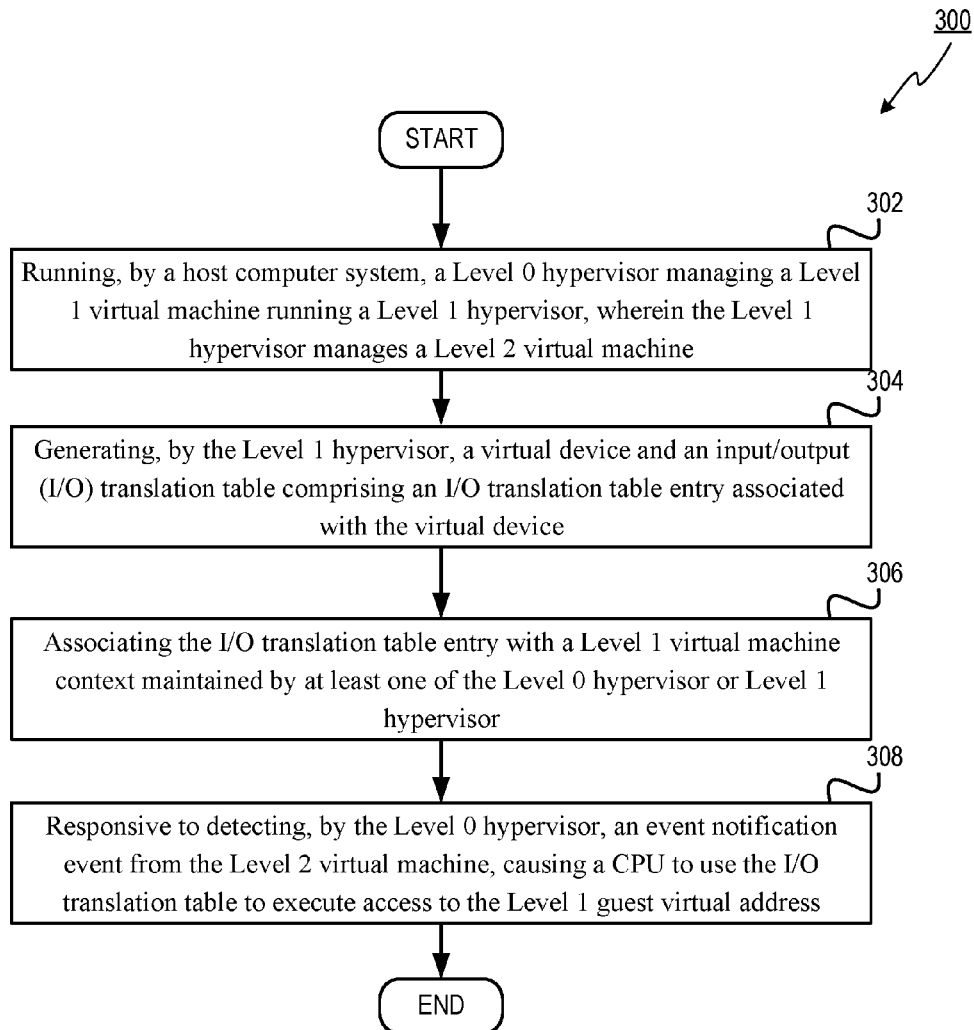 300
START
302
Running, by a host computer system, a Level 0 hypervisor managing a Level
1 virtual machine running a Level 1 hypervisor, wherein the Level 1
hypervisor manages a Level 2 virtual machine
304
Generating, by the Level 1 hypervisor, a virtual device and an input/output
(I/O) translation table comprising an I/O translation table entry associated
with the virtual device
306
Associating the I/O translation table entry with a Level 1 virtual machine
context maintained by at least one of the Level 0 hypervisor or Level 1
hypervisor
308
Responsive to detecting, by the Level 0 hypervisor, an event notification
event from the Level 2 virtual machine, causing a CPU to use the I/O
translation table to execute access to the Level 1 guest virtual address
END